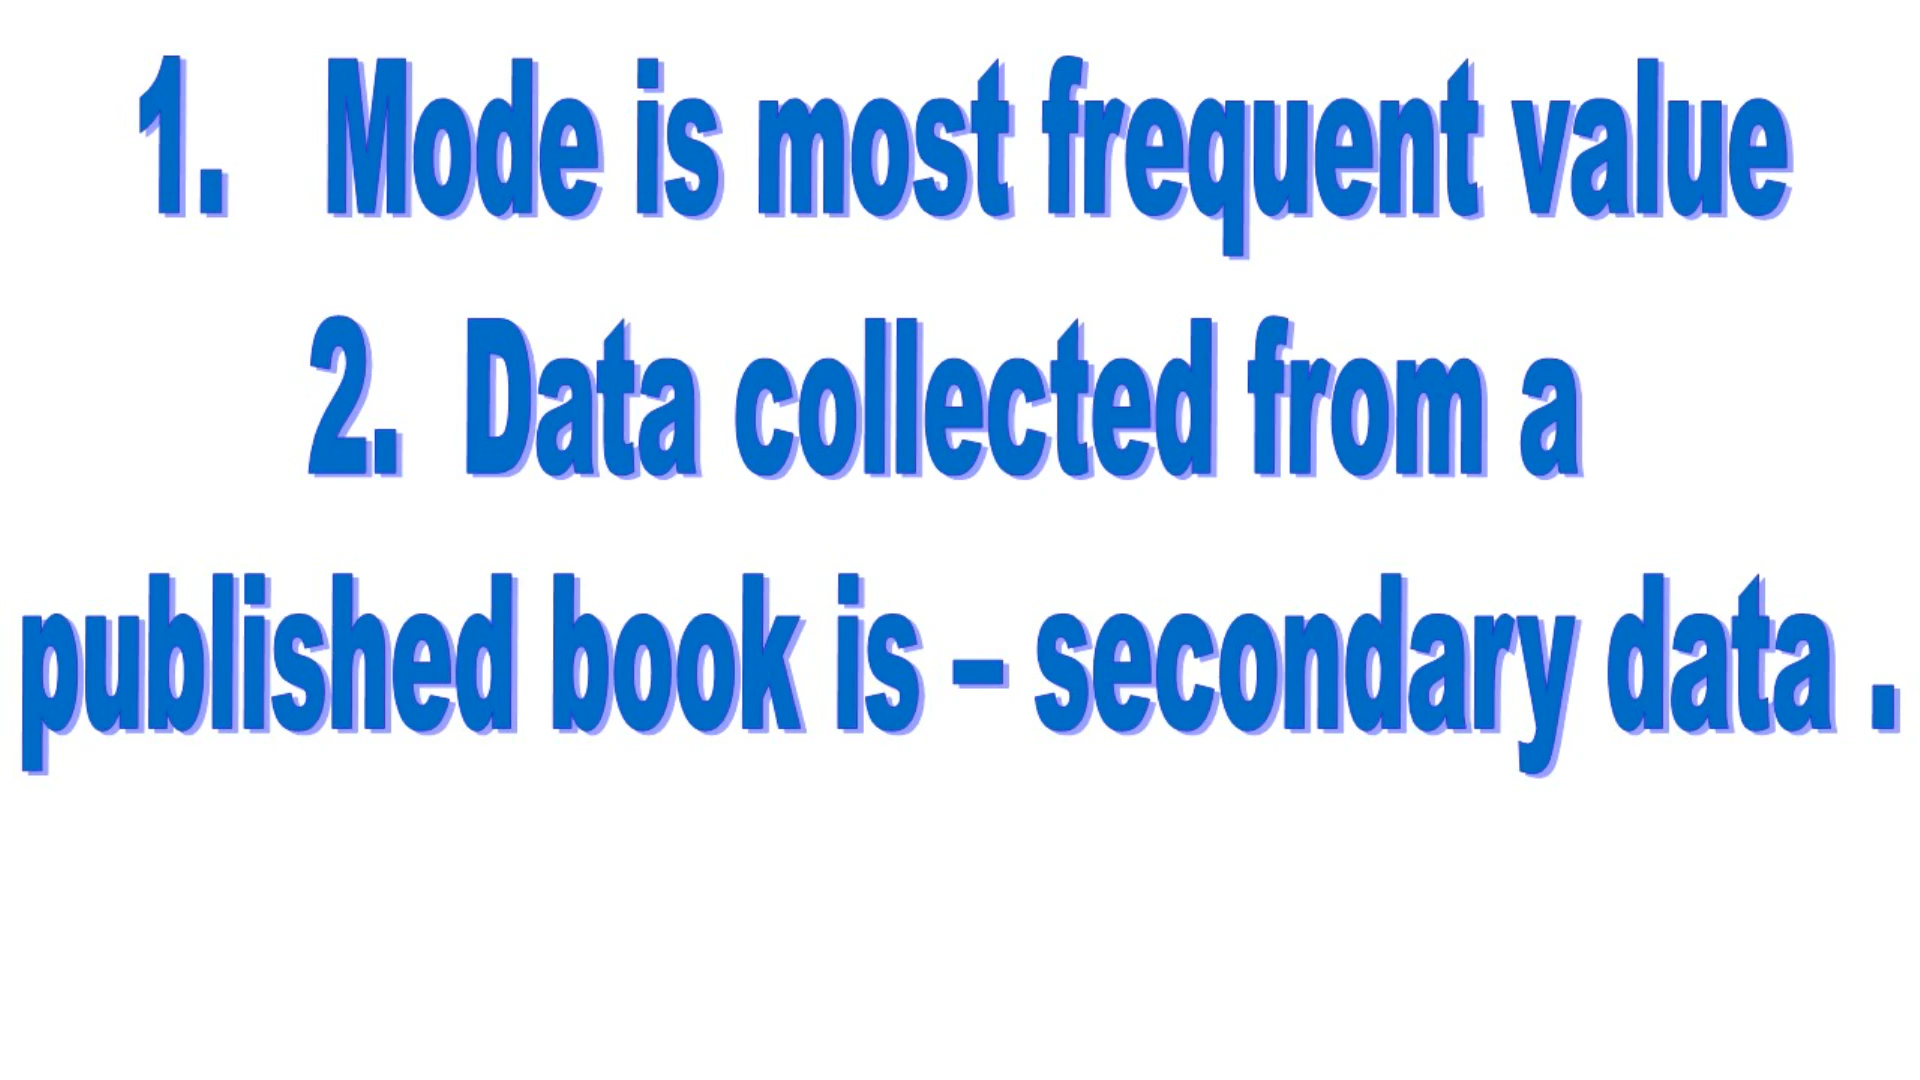 1. Mode is most frequent value
2. Data collected from a
published book is – secondary data .